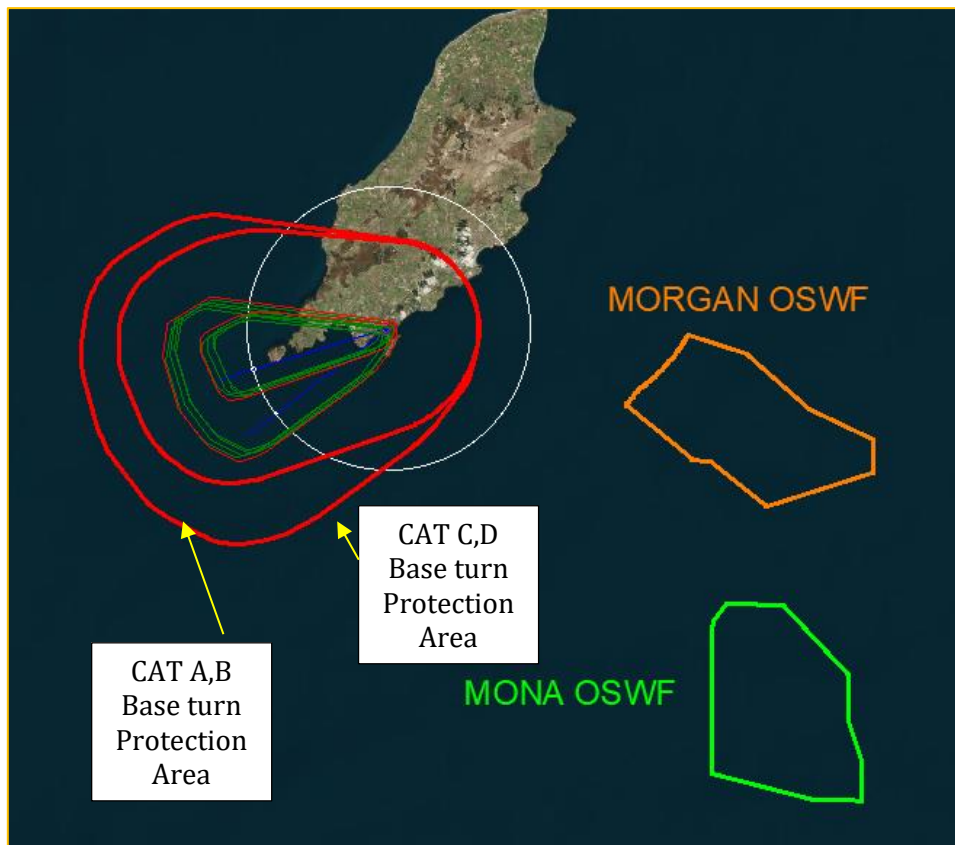 MORGAN OSWF
CAT C,D
Base turn
Protection
Area
MONA OSWF
CAT A,B
Base turn
Protection
Area